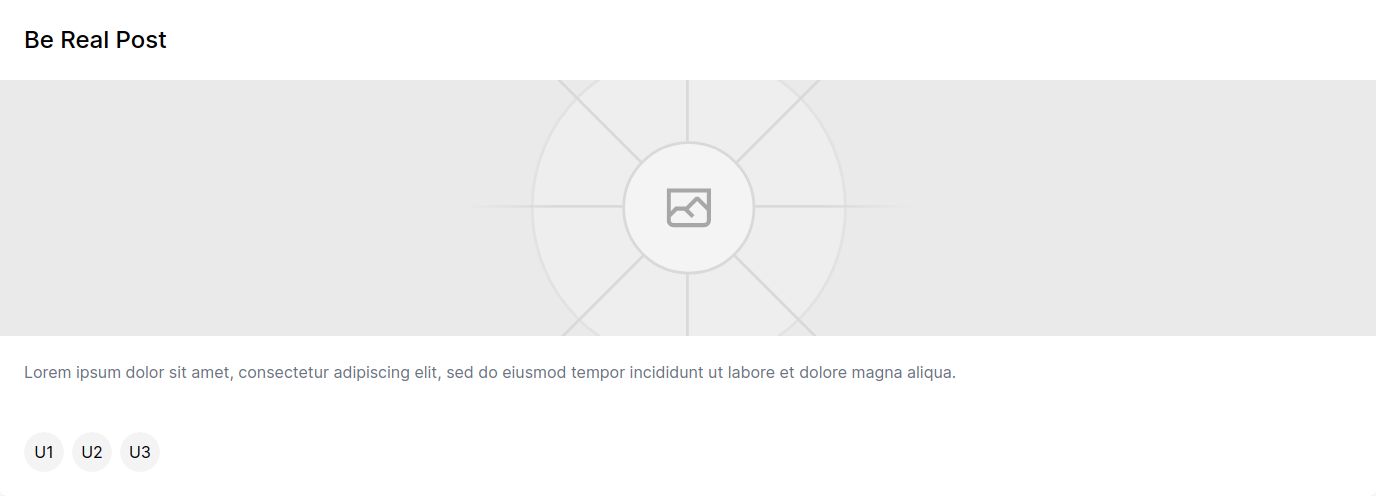 Be Real Post
Lorem ipsum dolor sit amet, consectetur adipiscing elit, sed do eiusmod tempor incididunt ut labore et dolore magna aliqua.
U1 U2 U3